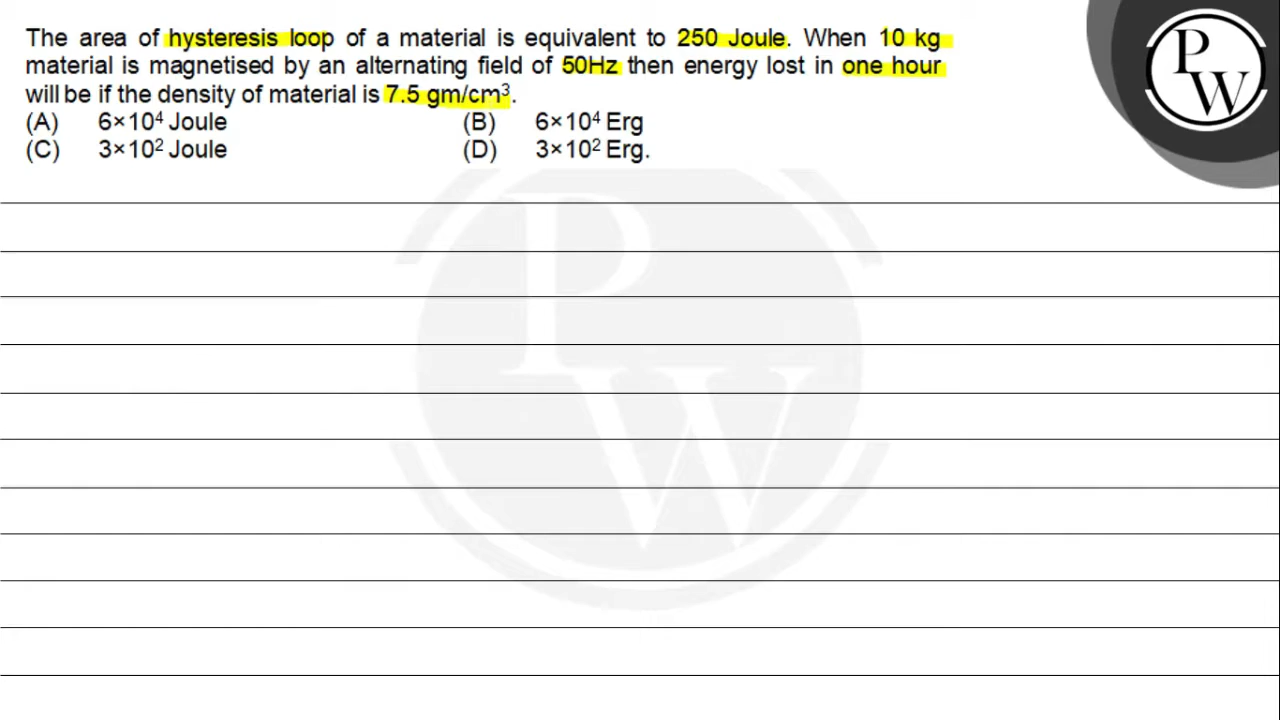 The area of hysteresis loop of a material is equivalent to 250 Joule. When 10 kg
material is magnetised by an alternating field of 50Hz then energy lost in one hour
will be if the density of material is 7.5 gm/cm³.
(A) 6×10⁴ Joule (B) 6×10⁴ Erg
(C) 3×10² Joule (D) 3×10² Erg.
P
W
P
W